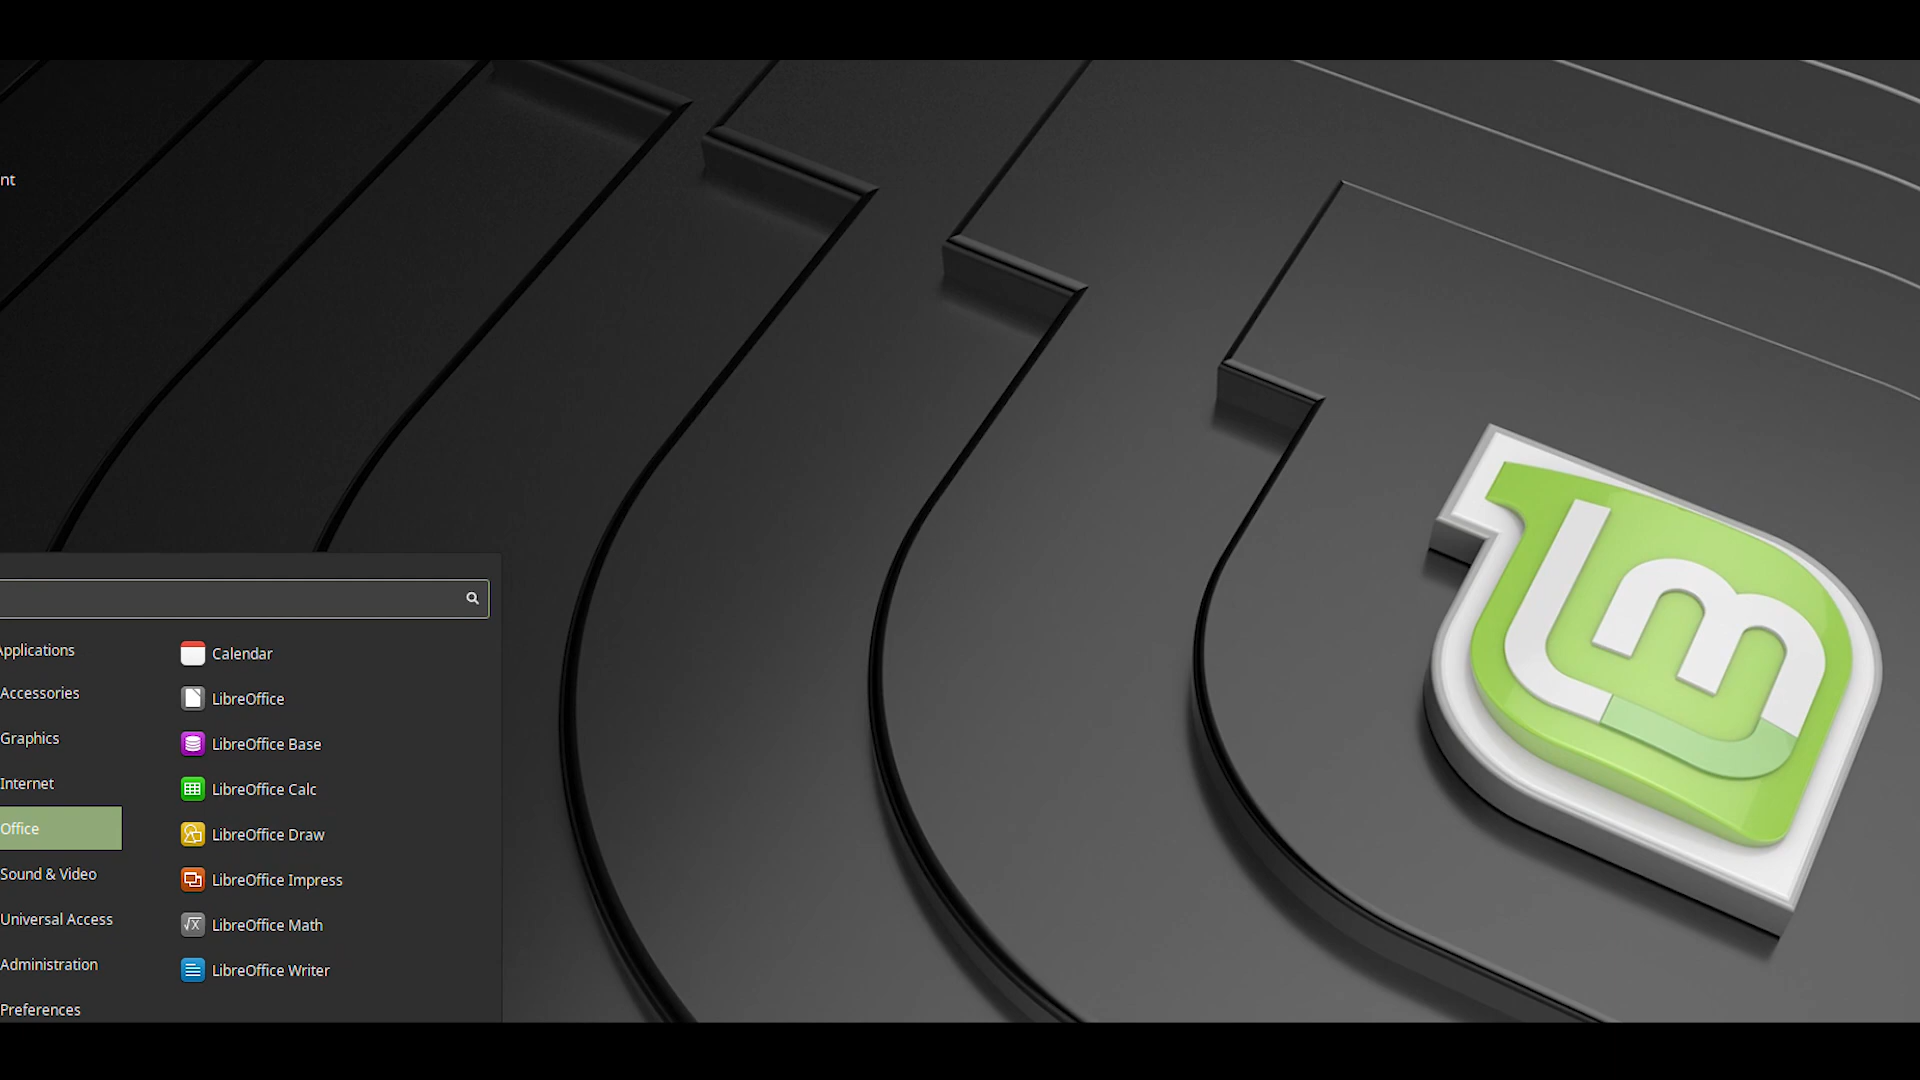 nt
Applications
Accessories
Graphics
Internet
Office
Sound & Video
Universal Access
Administration
Preferences
Calendar
LibreOffice
LibreOffice Base
LibreOffice Calc
LibreOffice Draw
LibreOffice Impress
LibreOffice Math
LibreOffice Writer
lm